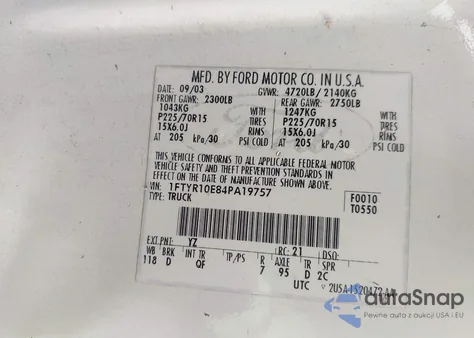 MFD. BY FORD MOTOR CO. IN U.S.A.
DATE: 09/03 GVWR: 4720LB/ 2140KG
FRONT GAWR: 2300LB REAR GAWR: 2750LB
1043KG WITH 1247KG WITH
P225/70R15 TIRES P225/70R15 TIRES
15X6.0J RIMS 15X6.0J RIMS
AT 205 kPa/30 PSI COLD AT 205 kPa/30 PSI COLD
THIS VEHICLE CONFORMS TO ALL APPLICABLE FEDERAL MOTOR
VEHICLE SAFETY AND THEFT PREVENTION STANDARDS IN
EFFECT ON THE DATE OF MANUFACTURE SHOWN ABOVE.
VIN: 1FTYR10E84PA19757 F0010
TYPE: TRUCK T0550
EXT PNT: YZ RC: 21 DSO:
WB BRK INT TR TP/PS R AXLE TR SPR
118 D QF 7 95 D 2C
UTC
Ford
autoSnap
Pewne auta z aukcji USA i EU